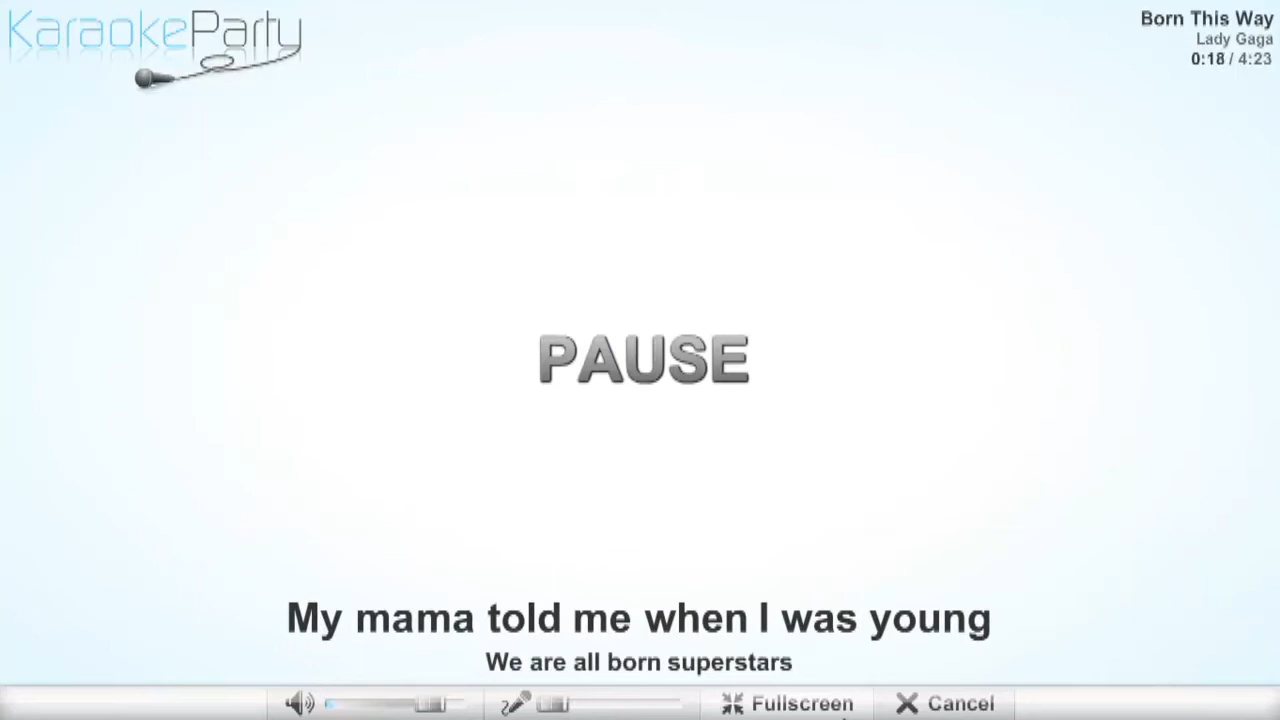 KaraokeParty
Born This Way
Lady Gaga
0:18 / 4:23
PAUSE
My mama told me when I was young
We are all born superstars
Fullscreen
Cancel